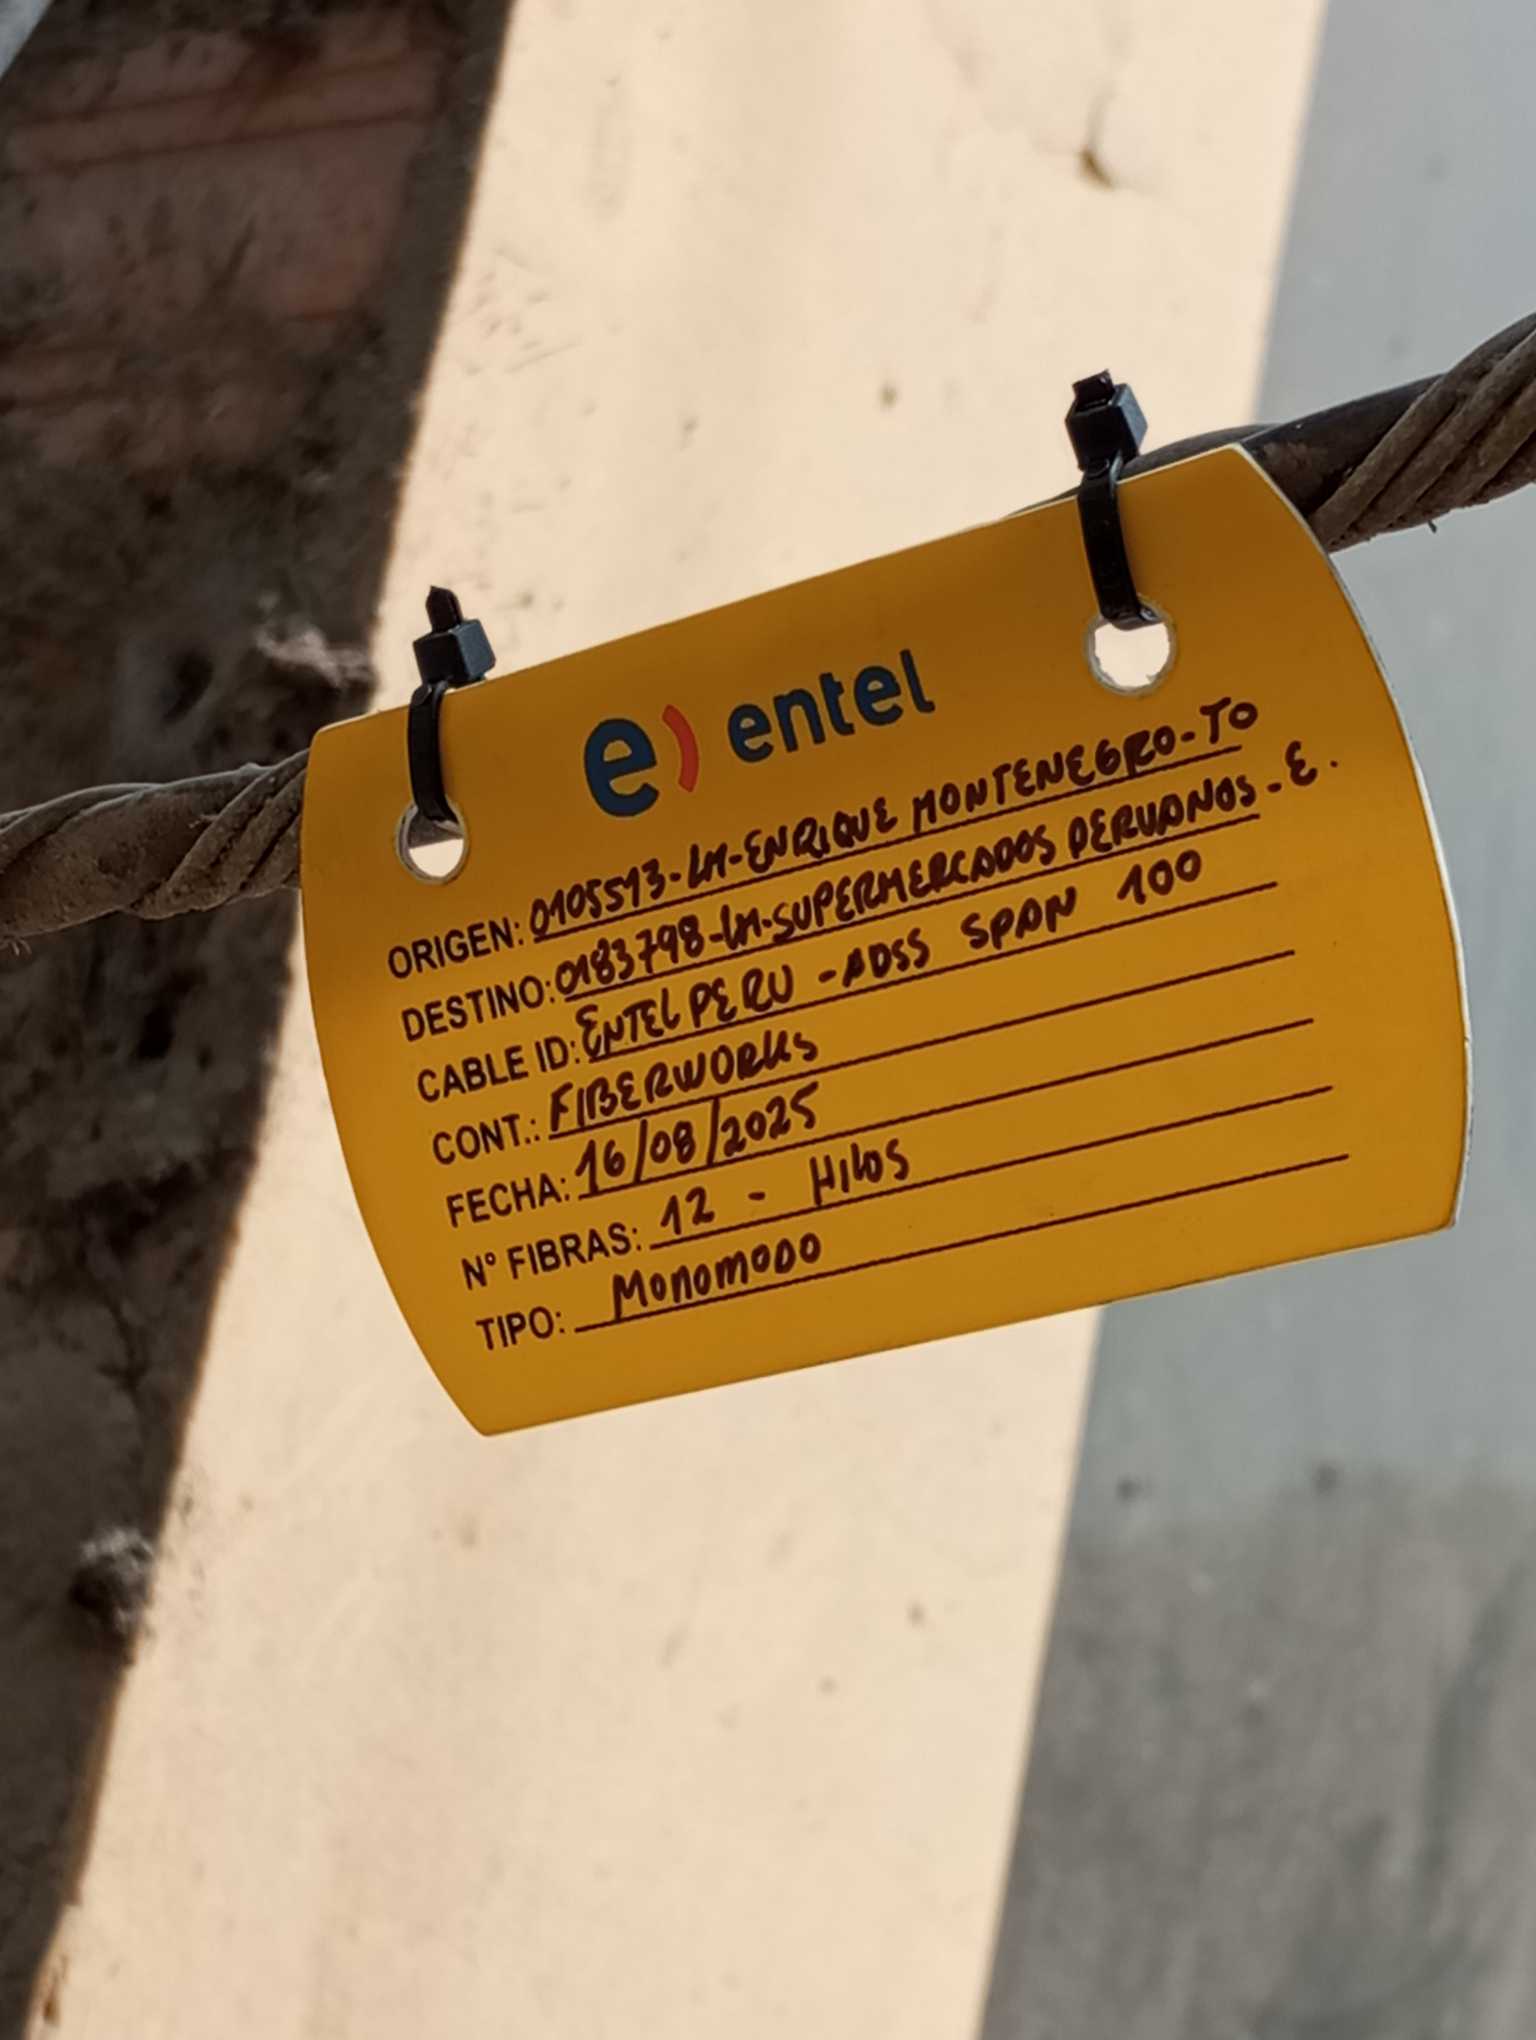 e) entel
ORIGEN: 0105513-LM-ENRIQUE MONTENEGRO-TO
DESTINO: 0183798-LM-SUPERMERCADOS PERUANOS-E.
CABLE ID: ENTEL PERU - ADSS SPAN 100
CONT.: FIBERWORKS
FECHA: 16/08/2025
N° FIBRAS: 12 - HILOS
TIPO: MONOMODO